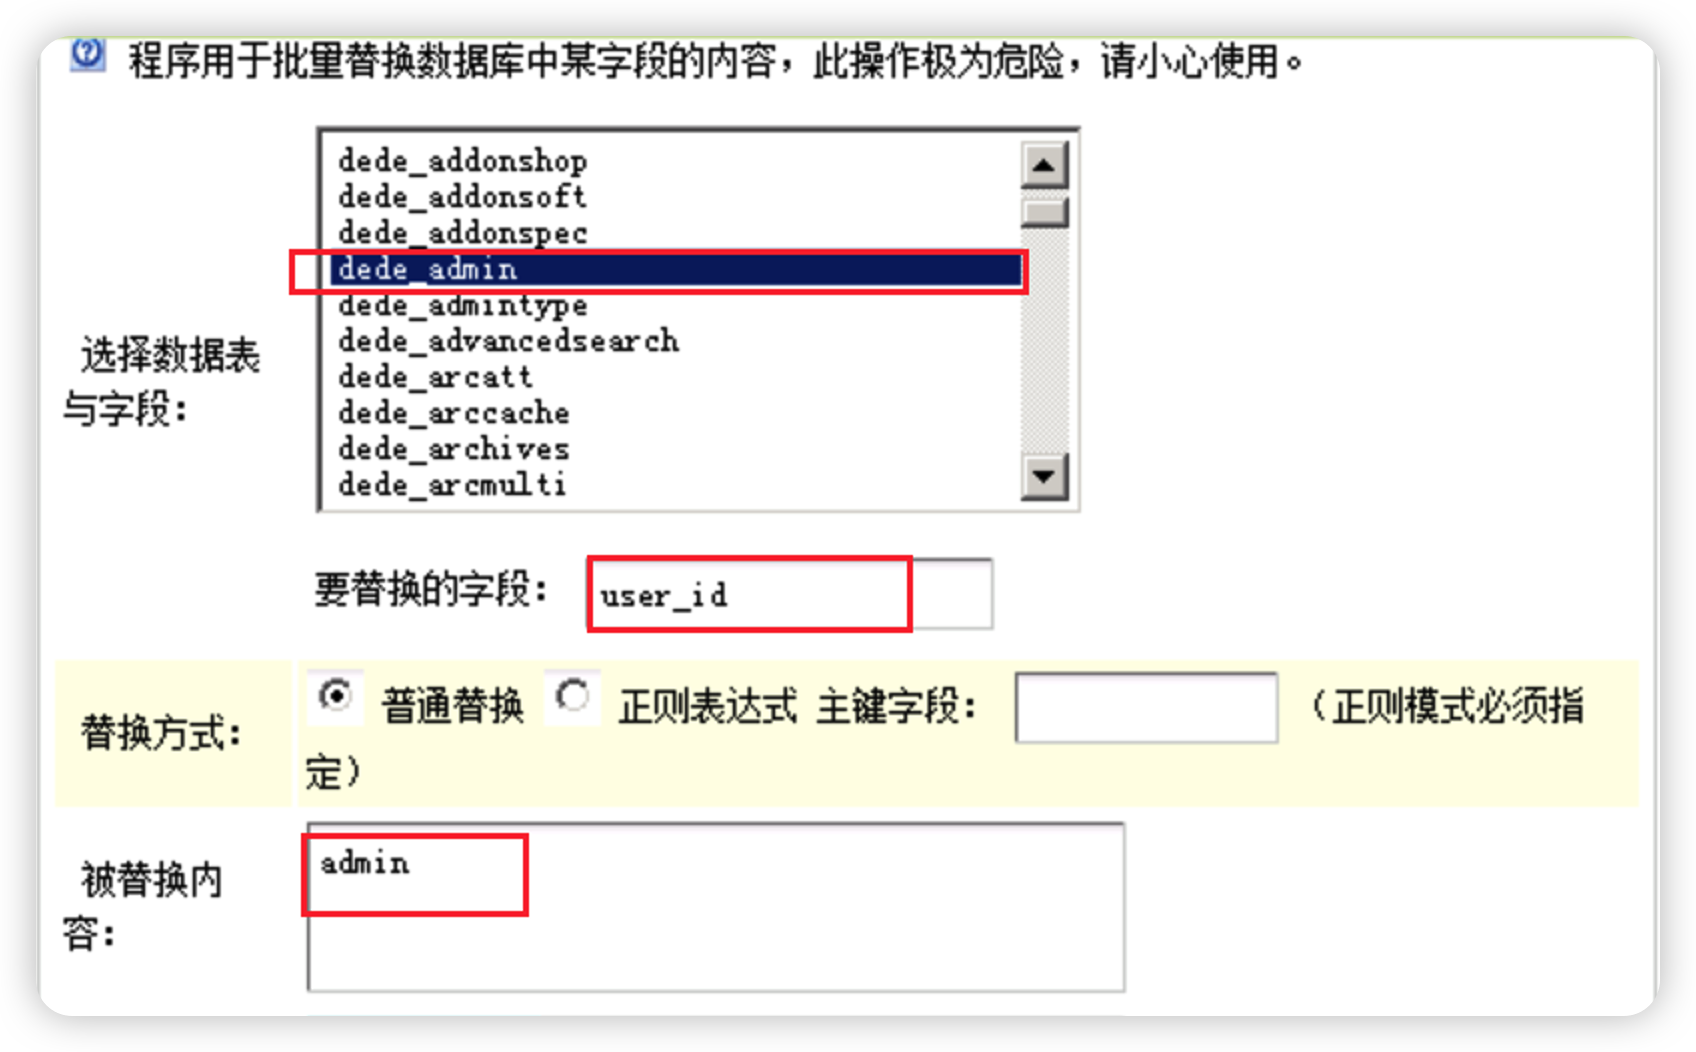 程序用于批量替换数据库中某字段的内容，此操作极为危险，请小心使用。
dede_addonshop
dede_addonsoft
dede_addonspec
dede_admin
dede_admintype
dede_advancedsearch
dede_arcatt
dede_arccache
dede_archives
dede_arcmulti
选择数据表
与字段：
要替换的字段： user_id
替换方式：
普通替换 正则表达式 主键字段： （正则模式必须指
定）
被替换内
容：
admin